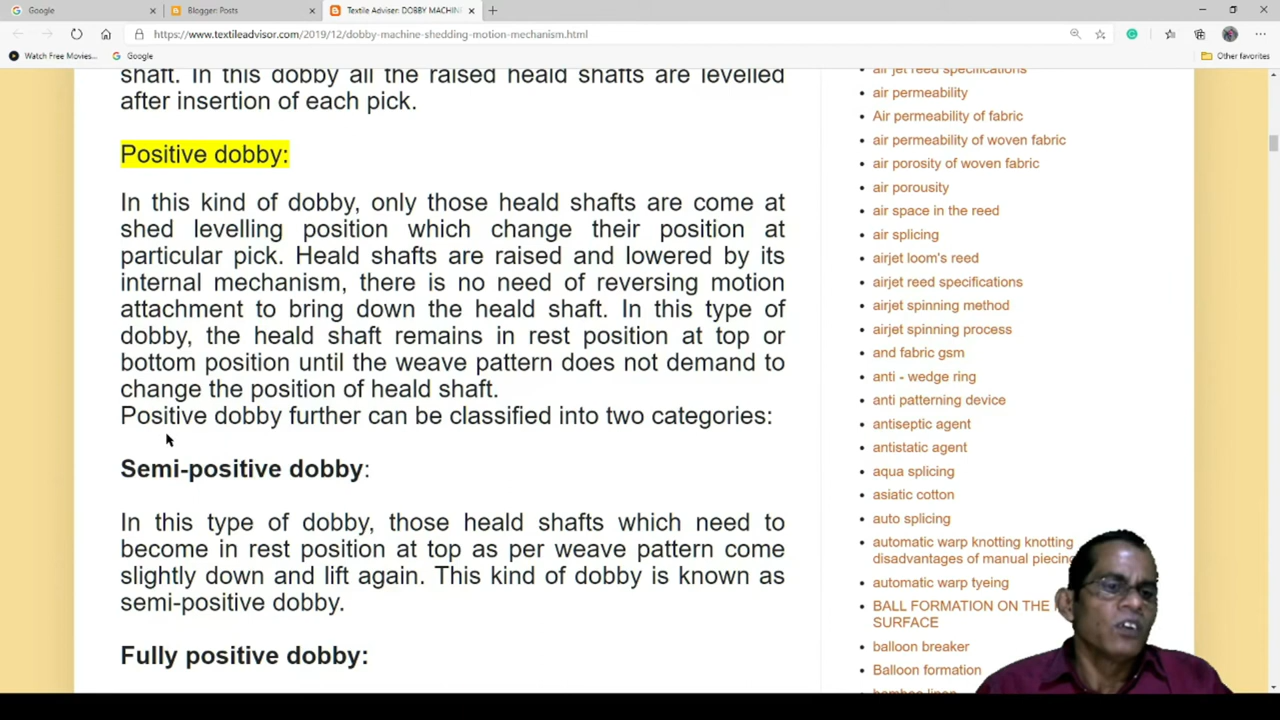 Google
Blogger: Posts
Textile Adviser: DOBBY MACHIN
https://www.textileadvisor.com/2019/12/dobby-machine-shedding-motion-mechanism.html
Watch Free Movies...
Google
Other favorites
shaft. In this dobby all the raised heald shafts are levelled
after insertion of each pick.
Positive dobby:
In this kind of dobby, only those heald shafts are come at
shed levelling position which change their position at
particular pick. Heald shafts are raised and lowered by its
internal mechanism, there is no need of reversing motion
attachment to bring down the heald shaft. In this type of
dobby, the heald shaft remains in rest position at top or
bottom position until the weave pattern does not demand to
change the position of heald shaft.
Positive dobby further can be classified into two categories:
Semi-positive dobby:
In this type of dobby, those heald shafts which need to
become in rest position at top as per weave pattern come
slightly down and lift again. This kind of dobby is known as
semi-positive dobby.
Fully positive dobby:
air jet reed specifications
air permeability
Air permeability of fabric
air permeability of woven fabric
air porosity of woven fabric
air porousity
air space in the reed
air splicing
airjet loom's reed
airjet reed specifications
airjet spinning method
airjet spinning process
and fabric gsm
anti - wedge ring
anti patterning device
antiseptic agent
antistatic agent
aqua splicing
asiatic cotton
auto splicing
automatic warp knotting knotting
disadvantages of manual piecing
automatic warp tyeing
BALL FORMATION ON THE
SURFACE
balloon breaker
Balloon formation
bamboo linen